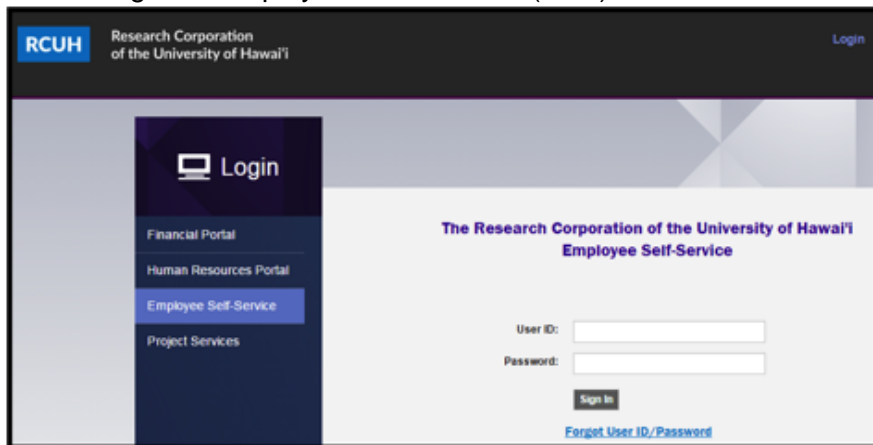 RCUH
Research Corporation
of the University of Hawai'i
Login
Login
Financial Portal
Human Resources Portal
Employee Self-Service
Project Services
The Research Corporation of the University of Hawai'i
Employee Self-Service
User ID:
Password:
Sign In
Forgot User ID/Password